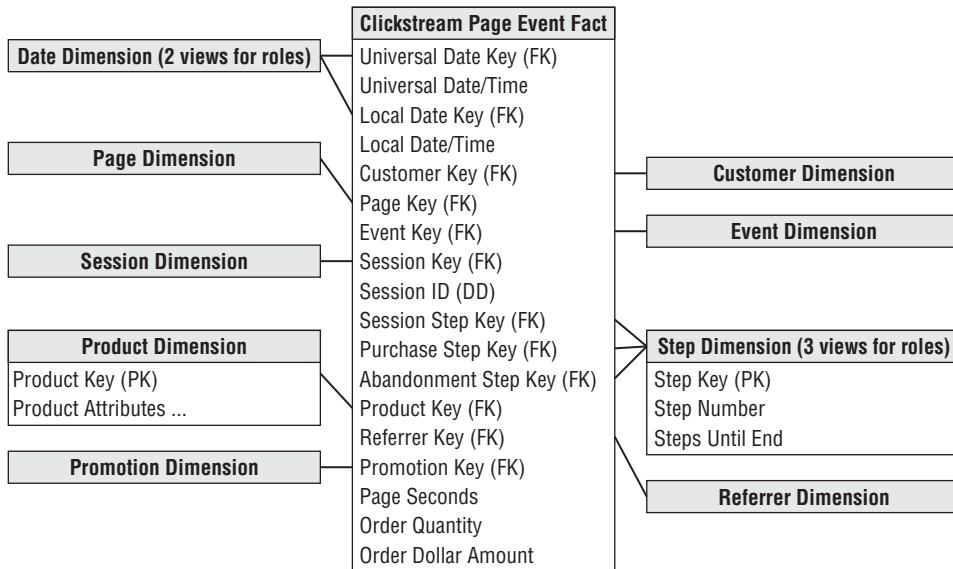 Clickstream Page Event Fact
Universal Date Key (FK)
Universal Date/Time
Local Date Key (FK)
Local Date/Time
Customer Key (FK)
Page Key (FK)
Event Key (FK)
Session Key (FK)
Session ID (DD)
Session Step Key (FK)
Purchase Step Key (FK)
Abandonment Step Key (FK)
Product Key (FK)
Referrer Key (FK)
Promotion Key (FK)
Page Seconds
Order Quantity
Order Dollar Amount
Date Dimension (2 views for roles)
Page Dimension
Session Dimension
Product Dimension
Product Key (PK)
Product Attributes ...
Promotion Dimension
Customer Dimension
Event Dimension
Step Dimension (3 views for roles)
Step Key (PK)
Step Number
Steps Until End
Referrer Dimension